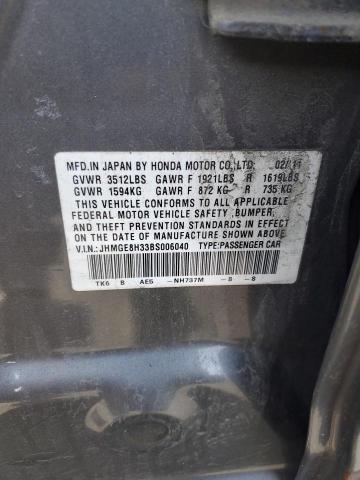 MFD.IN JAPAN BY HONDA MOTOR CO.,LTD. 02/11
GVWR 3512LBS GAWR F 1921LBS R 1619LBS
GVWR 1594KG GAWR F 872 KG R 735 KG
THIS VEHICLE CONFORMS TO ALL APPLICABLE
FEDERAL MOTOR VEHICLE SAFETY ,BUMPER,
AND THEFT PREVENTION STANDARDS IN
EFFECT ON THE DATE OF
MANUFACTURE SHOWN ABOVE.
V.I.N.:JHMGE8H33BS006040 TYPE:PASSENGER CAR
TK6 B AE5 -NH737M -B -B